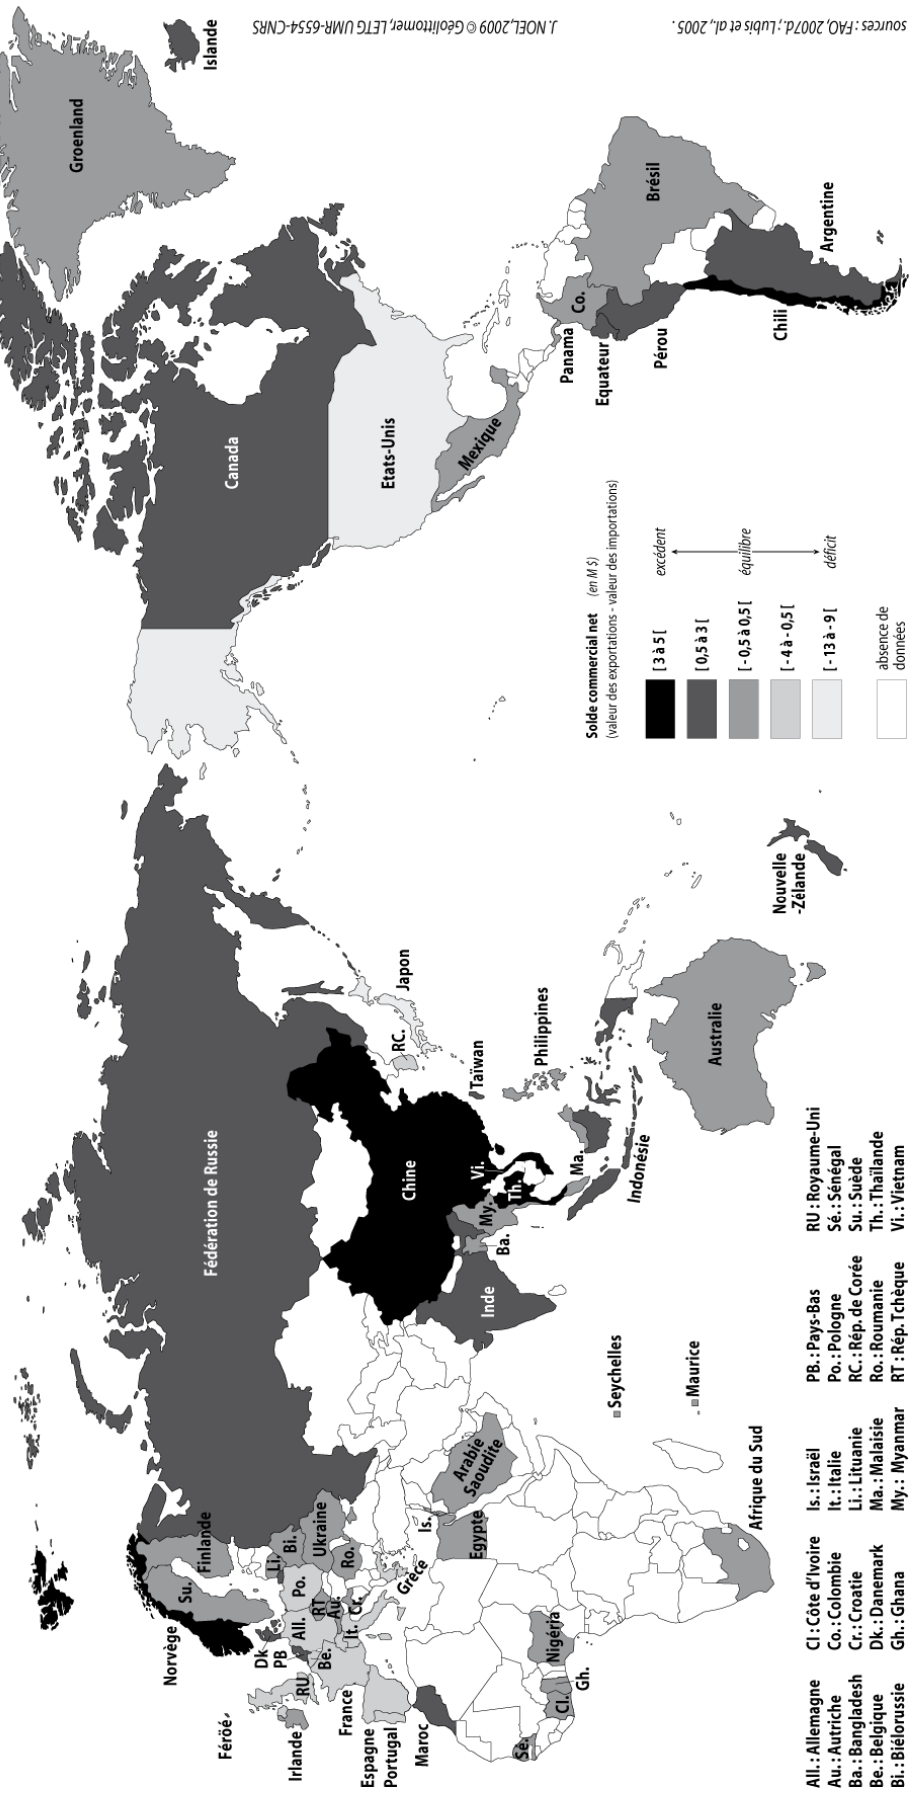 Groenland
Islande
Canada
Etats-Unis
Mexique
Panama
Co.
Equateur
Pérou
Brésil
Chili
Argentine
Fédération de Russie
Chine
Japon
RC.
Taïwan
Philippines
Vi.
Th.
My.
Ba.
Ma.
Indonésie
Inde
Australie
Nouvelle
-Zélande
Norvège
Su.
Finlande
Féröé
Irlande
RU
Dk
PB
Be.
All.
Po.
RT
Au.
Cr.
It.
Li.
Bi.
Ukraine
Ro.
Grèce
France
Espagne
Portugal
Maroc
Is.
Egypte
Arabie
Saoudite
Sé.
CI.
Gh.
Nigéria
Seychelles
Maurice
Afrique du Sud
Solde commercial net (en M $)
(valeur des exportations - valeur des importations)
[ 3 à 5 [
[ 0,5 à 3 [
[ - 0,5 à 0,5 [
[ - 4 à - 0,5 [
[ - 13 à - 9 [
absence de
données
excédent
équilibre
déficit
All. : Allemagne
Au. : Autriche
Ba. : Bangladesh
Be. : Belgique
Bi. : Biélorussie
CI : Côte d'Ivoire
Co. : Colombie
Cr. : Croatie
Dk. : Danemark
Gh. : Ghana
Is. : Israël
It. : Italie
Li. : Lituanie
Ma. : Malaisie
My. : Myanmar
PB. : Pays-Bas
Po. : Pologne
RC. : Rép. de Corée
Ro. : Roumanie
RT : Rép. Tchèque
RU : Royaume-Uni
Sé. : Sénégal
Su. : Suède
Th. : Thaïlande
Vi. : Vietnam
J. NOEL, 2009 © Géolittomer, LETG UMR-6554-CNRS
sources : FAO, 2007d. ; Lubis et al., 2005.